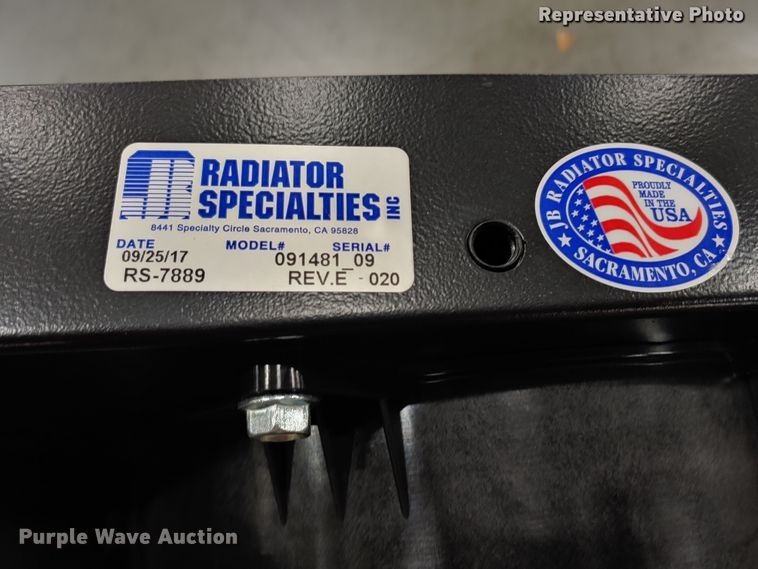 Representative Photo
JB RADIATOR
SPECIALTIES INC
8441 Specialty Circle Sacramento, CA 95828
DATE MODEL# SERIAL#
09/25/17 091481_09
RS-7889 REV.E - 020
JB RADIATOR SPECIALTIES
PROUDLY
MADE
IN THE
USA
SACRAMENTO, CA
Purple Wave Auction